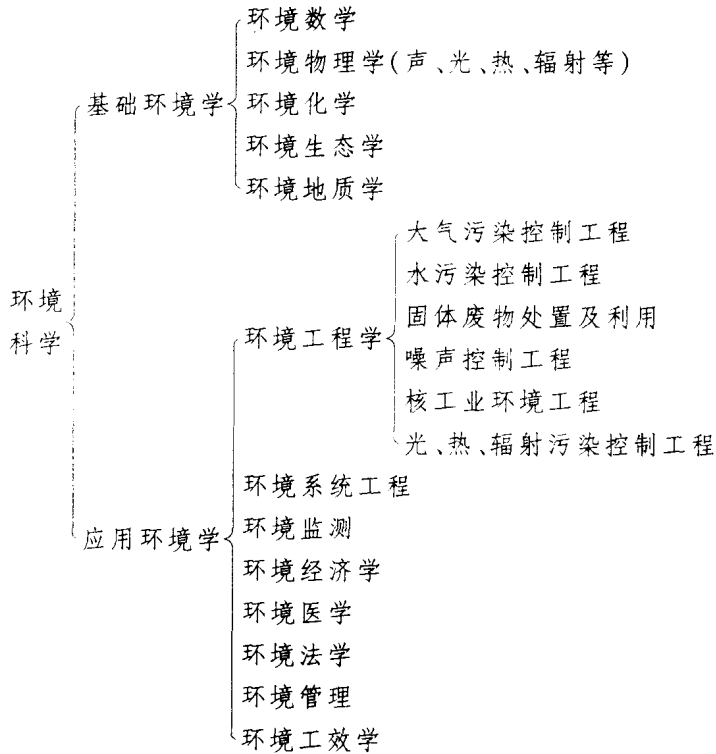 环境数学
环境物理学(声、光、热、辐射等)
基础环境学
环境化学
环境生态学
环境地质学
大气污染控制工程
水污染控制工程
环境
科学
固体废物处置及利用
环境工程学
噪声控制工程
核工业环境工程
光、热、辐射污染控制工程
环境系统工程
环境监测
应用环境学
环境经济学
环境医学
环境法学
环境管理
环境工效学